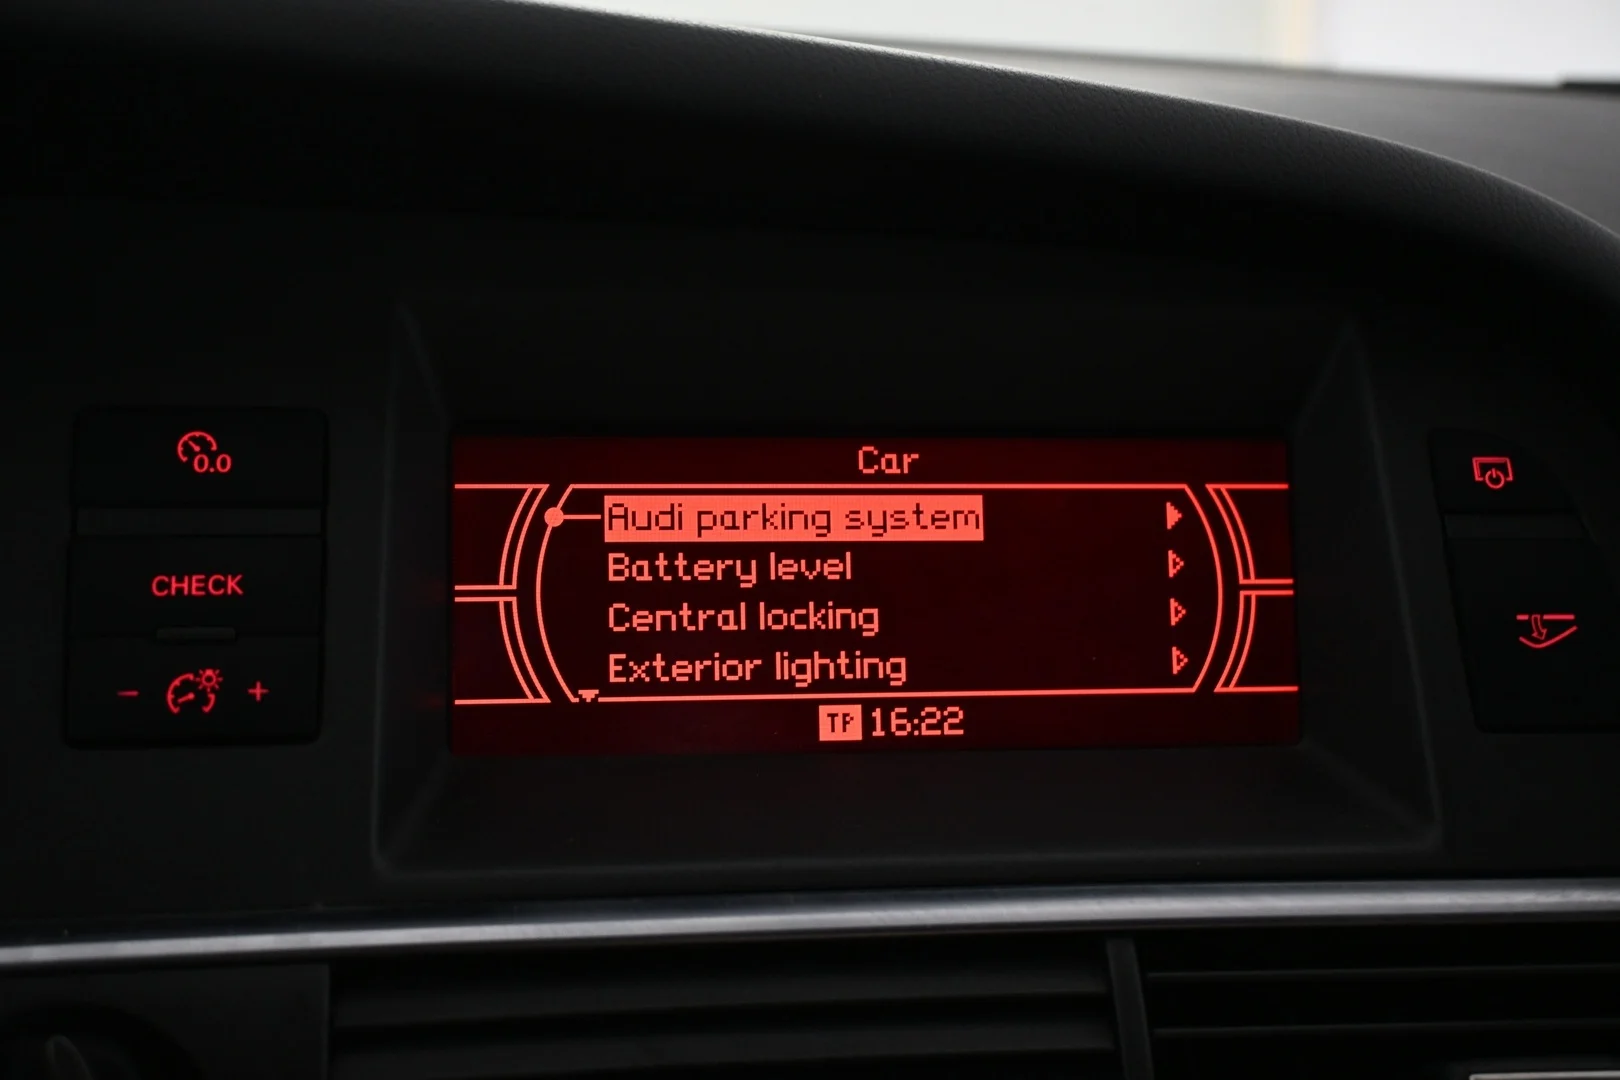 Car
Audi parking system
Battery level
Central locking
Exterior lighting
TP 16:22
0.0
CHECK
- +